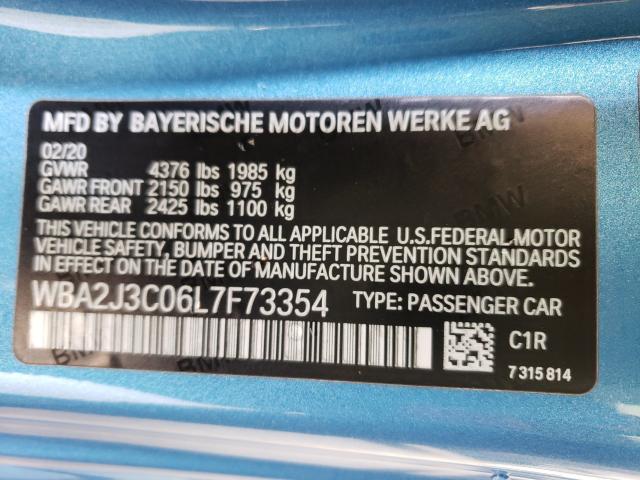 MFD BY BAYERISCHE MOTOREN WERKE AG
02/20
GVWR 4376 lbs 1985 kg
GAWR FRONT 2150 lbs 975 kg
GAWR REAR 2425 lbs 1100 kg
THIS VEHICLE CONFORMS TO ALL APPLICABLE U.S.FEDERAL MOTOR
VEHICLE SAFETY, BUMPER AND THEFT PREVENTION STANDARDS
IN EFFECT ON THE DATE OF MANUFACTURE SHOWN ABOVE.
WBA2J3C06L7F73354 TYPE: PASSENGER CAR
C1R
7 315 814